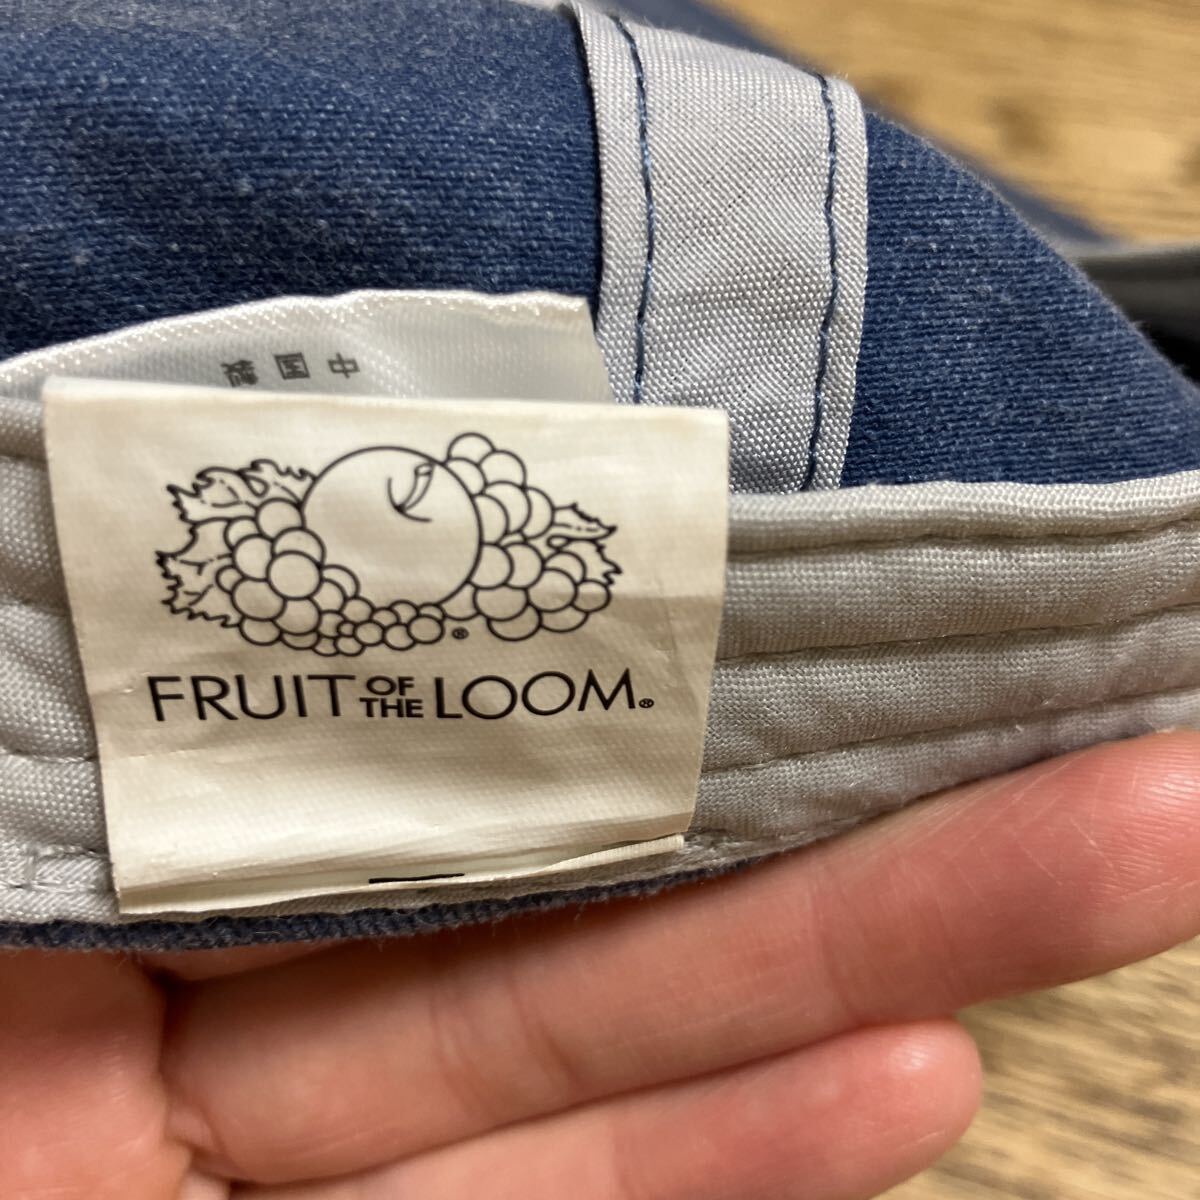 中国製
®
FRUIT OF THE LOOM®